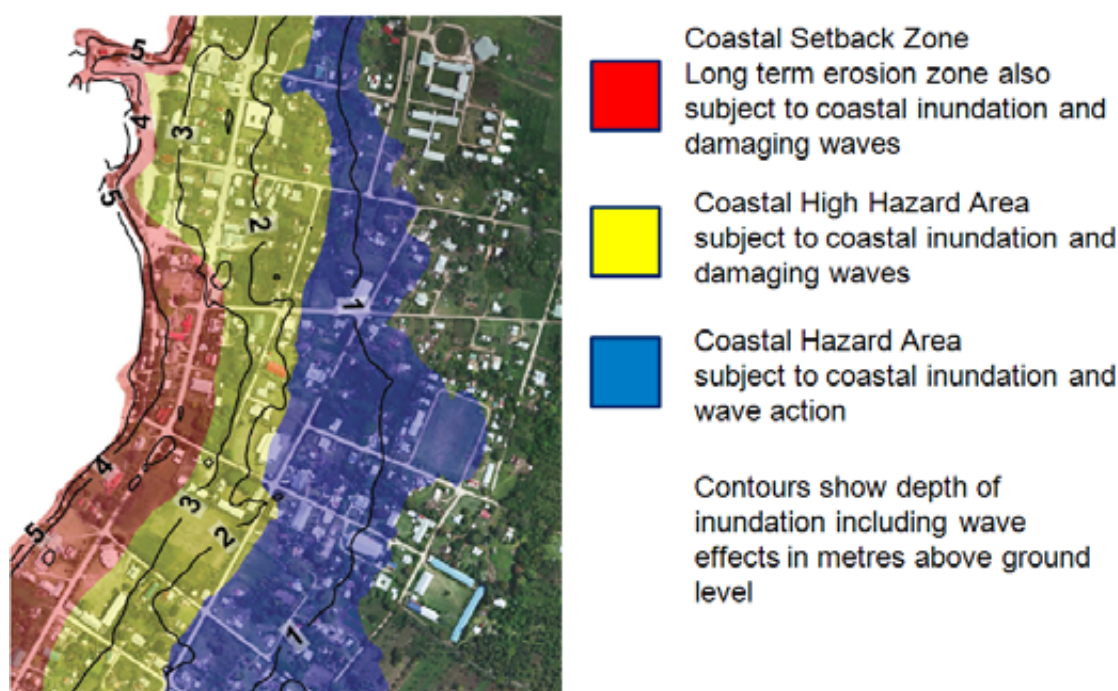 Coastal Setback Zone
Long term erosion zone also
subject to coastal inundation and
damaging waves
Coastal High Hazard Area
subject to coastal inundation and
damaging waves
Coastal Hazard Area
subject to coastal inundation and
wave action
Contours show depth of
inundation including wave
effects in metres above ground
level
5
4
3
5
2
1
4
3
5
2
1